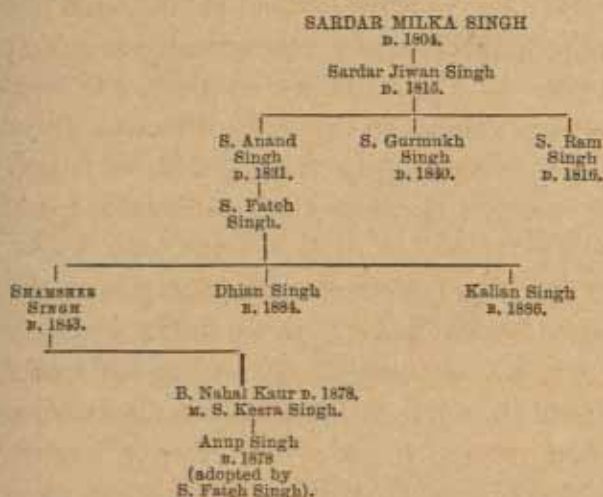 SARDAR MILKA SINGH
D. 1804.
Sardar Jiwan Singh
D. 1815.
S. Anand
Singh
D. 1831.
S. Gurmukh
Singh
D. 1840.
S. Ram
Singh
D. 1816.
S. Fateh
Singh.
SHAMSHER
SINGH
B. 1843.
Dhian Singh
B. 1884.
Kalian Singh
B. 1886.
B. Nahal Kaur D. 1878,
M. S. Kesra Singh.
Anup Singh
B. 1878
(adopted by
S. Fateh Singh).